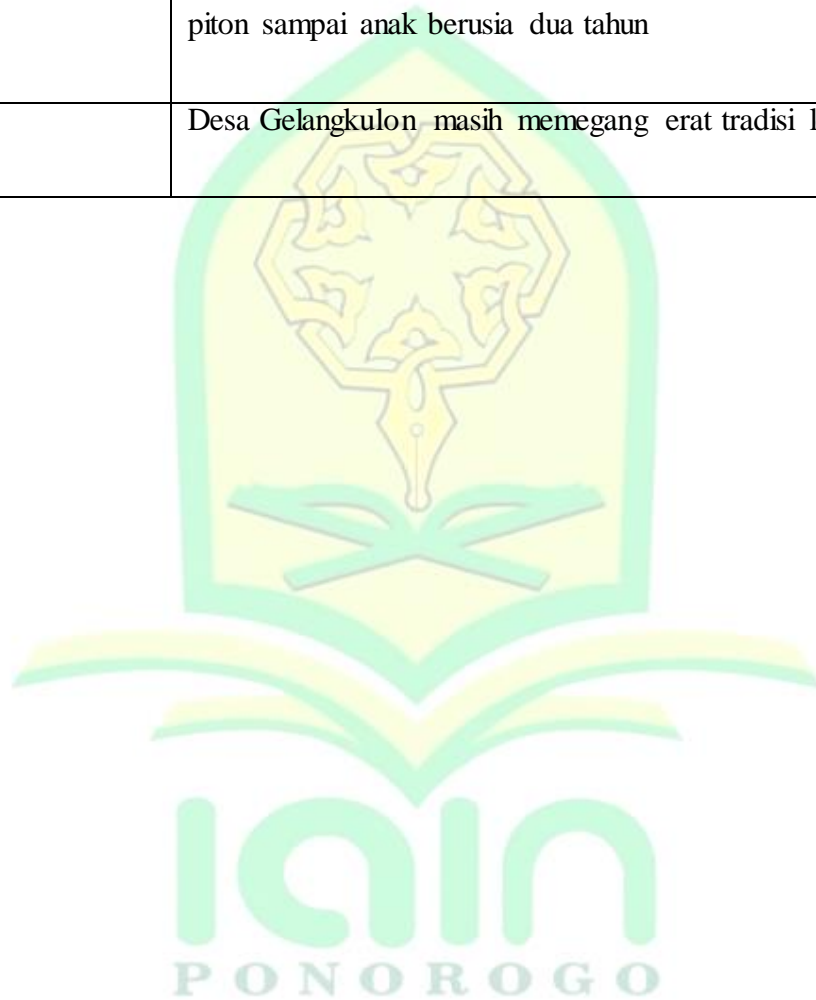 piton sampai anak berusia dua tahun
Desa Gelangkulon masih memegang erat tradisi
IAIN
PONOROGO